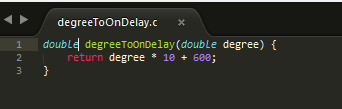 degreeToOnDelay.c ×
1 double degreeToOnDelay(double degree) {
2 return degree * 10 + 600;
3 }